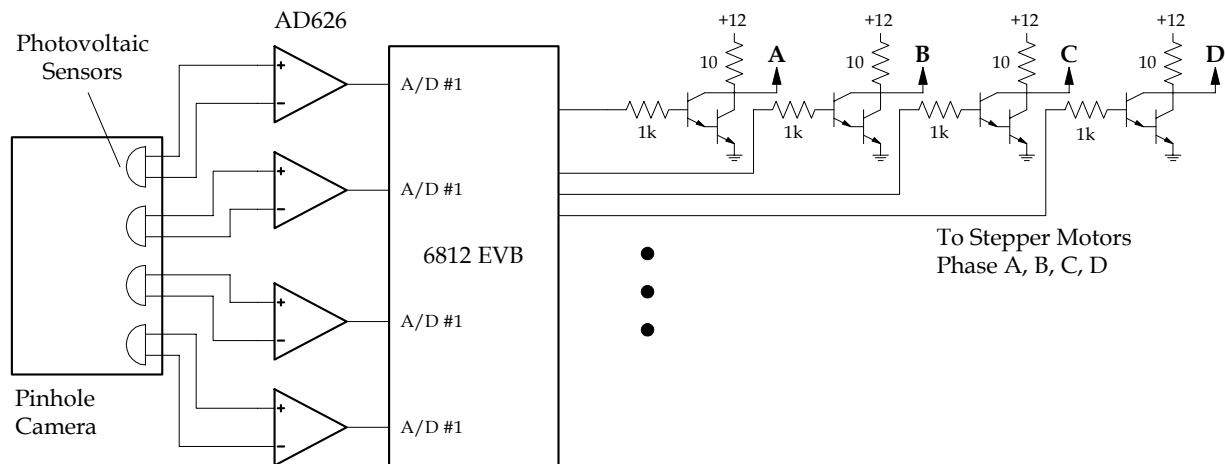 AD626
Photovoltaic
Sensors
+
−
+
−
+
−
+
−
Pinhole
Camera
A/D #1
A/D #1
6812 EVB
A/D #1
A/D #1
+12
+12
+12
+12
A
B
C
D
10
10
10
10
1k
1k
1k
1k
To Stepper Motors
Phase A, B, C, D